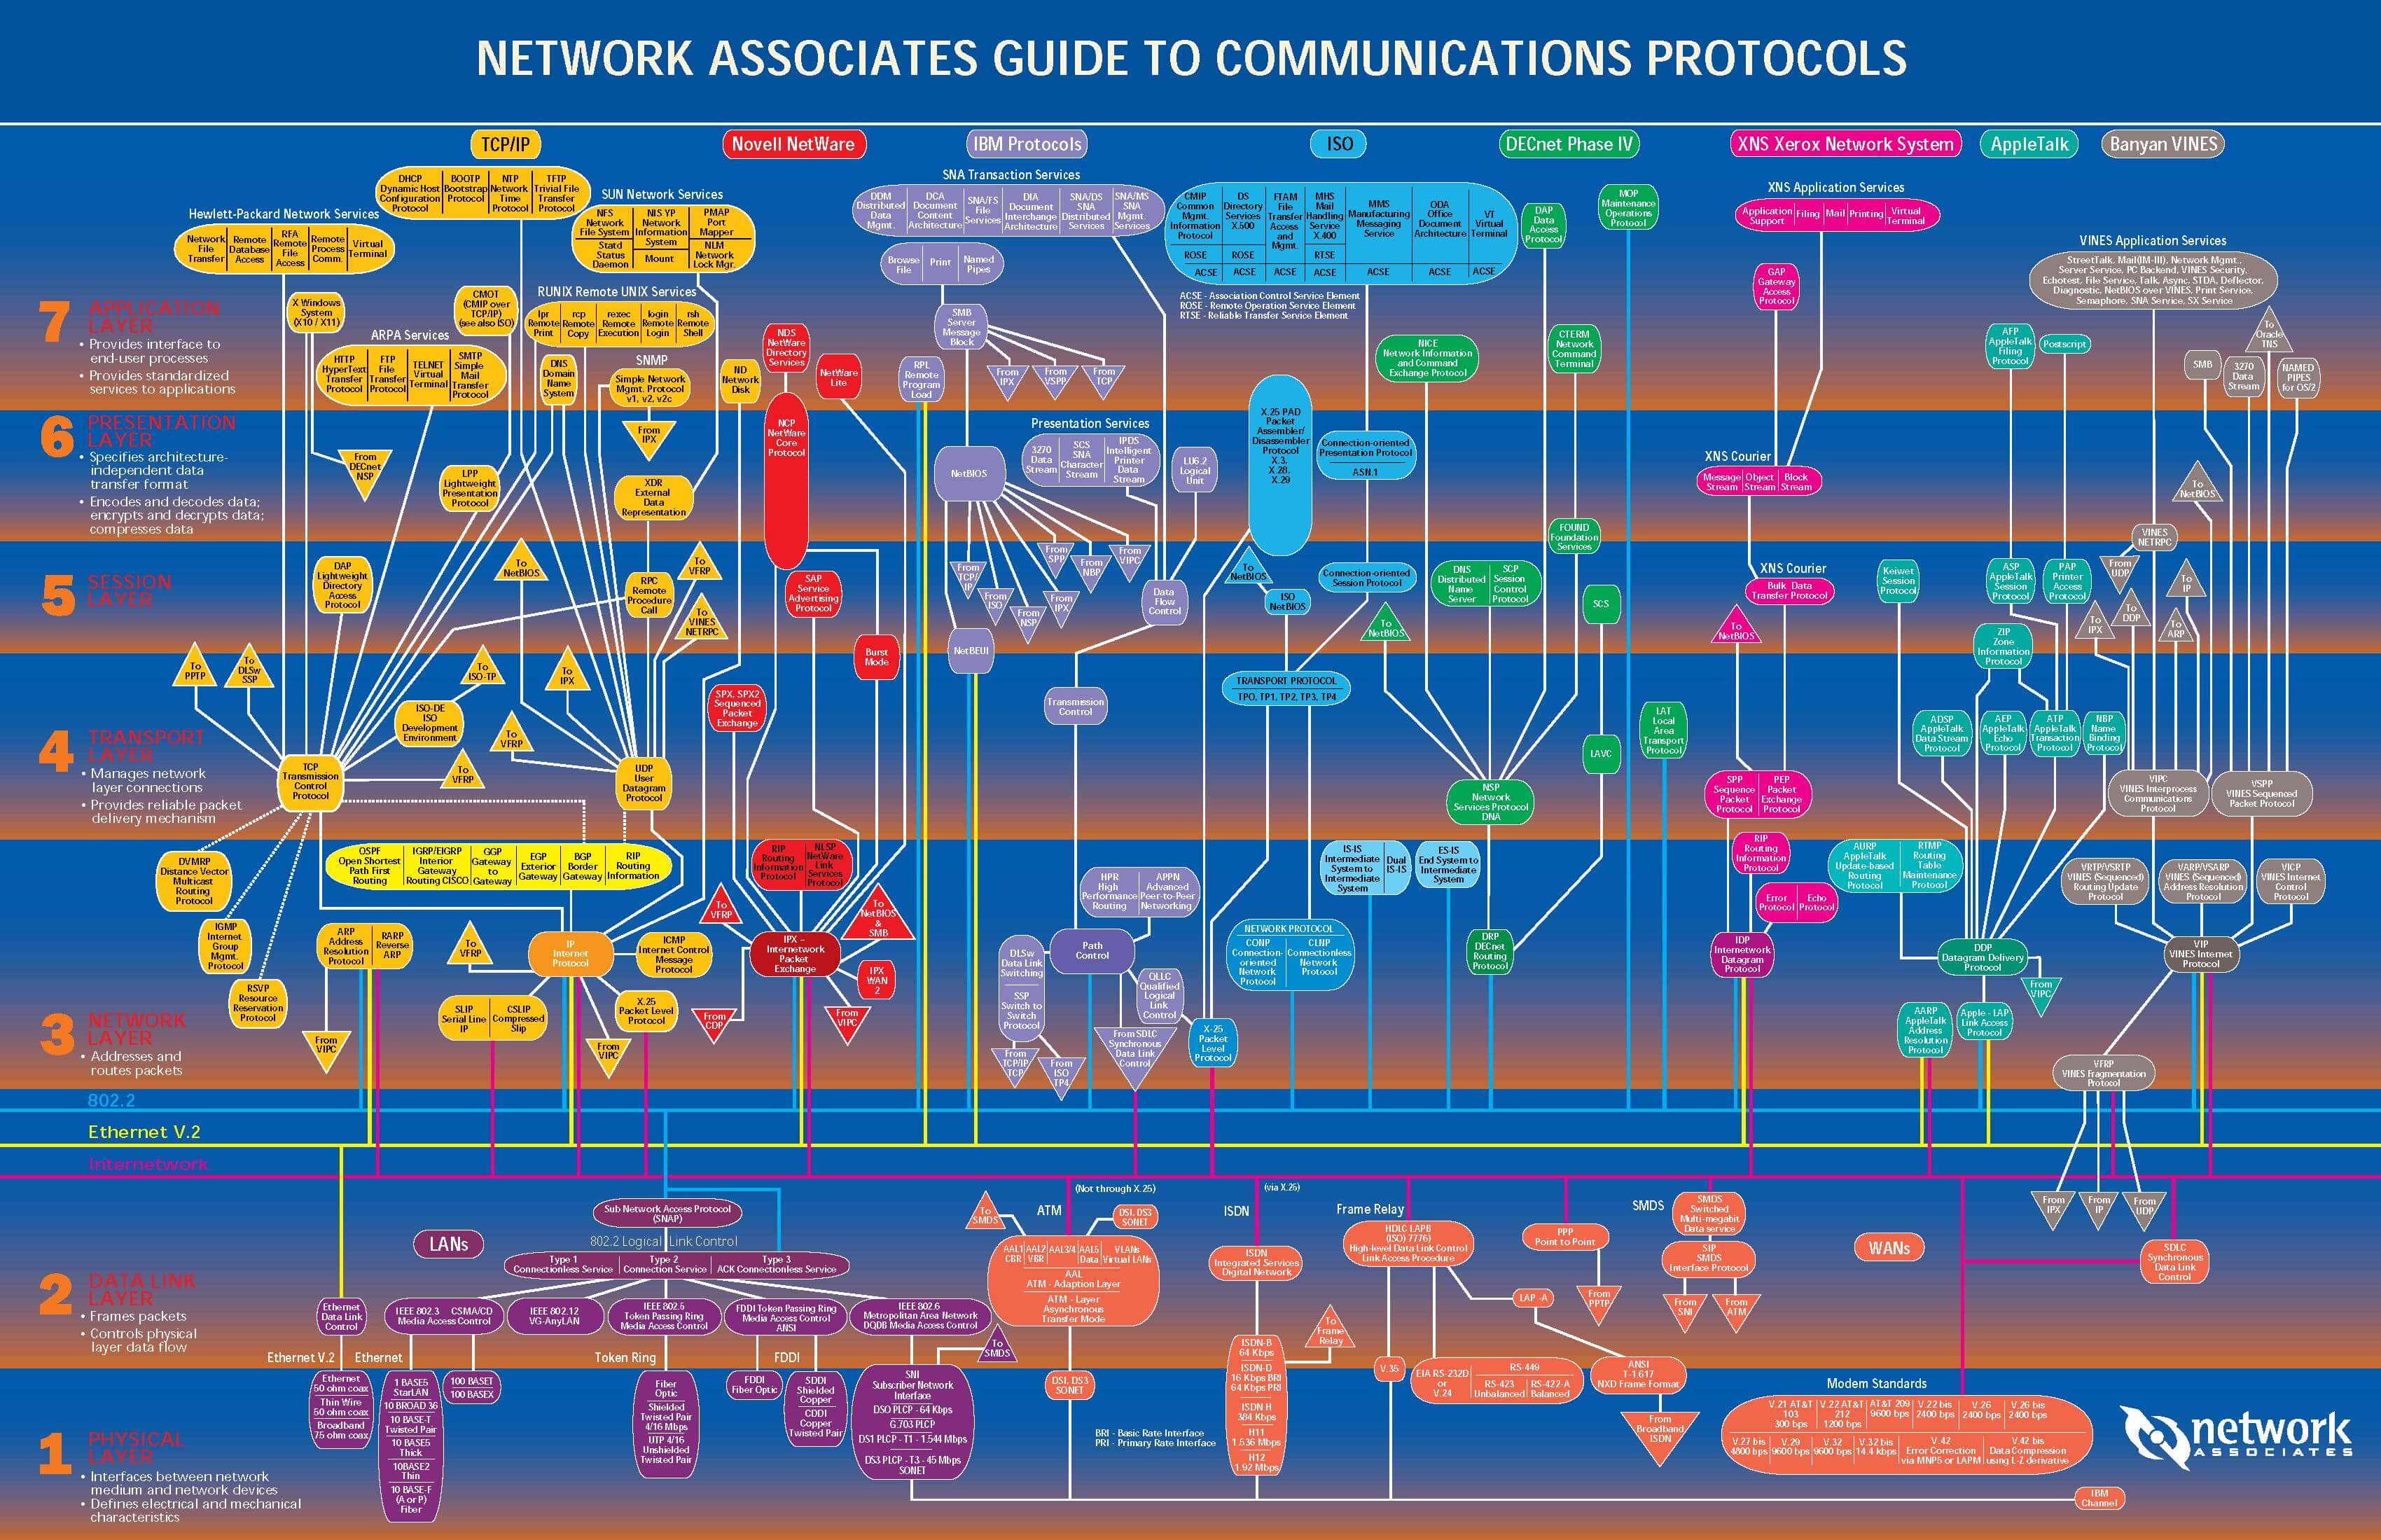 NETWORK ASSOCIATES GUIDE TO COMMUNICATIONS PROTOCOLS
TCP/IP
Novell NetWare
IBM Protocols
ISO
DECnet Phase IV
XNS Xerox Network System
AppleTalk
Banyan VINES
7
APPLICATION
LAYER
• Provides interface to
end-user processes
• Provides standardized
services to applications
6
PRESENTATION
LAYER
• Specifies architecture-
independent data
transfer format
• Encodes and decodes data;
encrypts and decrypts data;
compresses data
5
SESSION
LAYER
4
TRANSPORT
LAYER
• Manages network
layer connections
• Provides reliable packet
delivery mechanism
3
NETWORK
LAYER
• Addresses and
routes packets
802.2
Ethernet V.2
Internetwork
2
DATA LINK
LAYER
• Frames packets
• Controls physical
layer data flow
1
PHYSICAL
LAYER
• Interfaces between network
medium and network devices
• Defines electrical and mechanical
characteristics
DHCP
Dynamic Host
Configuration
Protocol
BOOTP
Bootstrap
Protocol
NTP
Network
Time
Protocol
TFTP
Trivial File
Transfer
Protocol
Hewlett-Packard Network Services
Network
File
Transfer
Remote
Database
Access
RFA
Remote
File
Access
Remote
Process
Comm.
Virtual
Terminal
SUN Network Services
NFS
Network
File System
NIS YP
Network
Information
System
PMAP
Port
Mapper
Statd
Status
Daemon
Mount
NLM
Network
Lock Mgr.
X Windows
System
(X10 / X11)
CMOT
(CMIP over
TCP/IP)
(see also ISO)
RUNIX Remote UNIX Services
lpr
Remote
Print
rcp
Remote
Copy
rexec
Remote
Execution
login
Remote
Login
rsh
Remote
Shell
ARPA Services
HTTP
HyperText
Transfer
Protocol
FTP
File
Transfer
Protocol
TELNET
Virtual
Terminal
SMTP
Simple
Mail
Transfer
Protocol
DNS
Domain
Name
System
SNMP
Simple Network
Mgmt. Protocol
v1, v2, v2c
ND
Network
Disk
From
IPX
From
DECnet
NSP
LPP
Lightweight
Presentation
Protocol
XDR
External
Data
Representation
DAP
Lightweight
Directory
Access
Protocol
To
NetBIOS
RPC
Remote
Procedure
Call
To
VFRP
To
VINES
NETRPC
To
PPTP
To
DLSw
SSP
To
ISO-TP
To
IPX
ISO-DE
ISO
Development
Environment
To
VFRP
To
VFRP
TCP
Transmission
Control
Protocol
UDP
User
Datagram
Protocol
DVMRP
Distance Vector
Multicast
Routing
Protocol
OSPF
Open Shortest
Path First
Routing
IGRP/EIGRP
Interior
Gateway
Routing CISCO
GGP
Gateway
to
Gateway
EGP
Exterior
Gateway
BGP
Border
Gateway
RIP
Routing
Information
IGMP
Internet
Group
Mgmt.
Protocol
ARP
Address
Resolution
Protocol
RARP
Reverse
ARP
To
VFRP
IP
Internet
Protocol
ICMP
Internet Control
Message
Protocol
RSVP
Resource
Reservation
Protocol
SLIP
Serial Line
IP
CSLIP
Compressed
Slip
X.25
Packet Level
Protocol
From
VIPC
From
VIPC
NDS
NetWare
Directory
Services
NetWare
Lite
NCP
NetWare
Core
Protocol
SAP
Service
Advertising
Protocol
Burst
Mode
SPX, SPX2
Sequenced
Packet
Exchange
RIP
Routing
Information
Protocol
NLSP
NetWare
Link
Services
Protocol
To
VFRP
To
NetBIOS
&
SMB
IPX –
Internetwork
Packet
Exchange
IPX
WAN
2
From
CDP
From
VIPC
SNA Transaction Services
DDM
Distributed
Data
Mgmt.
DCA
Document
Content
Architecture
SNA/FS
File
Services
DIA
Document
Interchange
Architecture
SNA/DS
SNA
Distributed
Services
SNA/MS
SNA
Mgmt.
Services
Browse
File
Print
Named
Pipes
SMB
Server
Message
Block
RPL
Remote
Program
Load
From
IPX
From
VSPP
From
TCP
Presentation Services
NetBIOS
3270
Data
Stream
SCS
SNA
Character
Stream
IPDS
Intelligent
Printer
Data
Stream
LU6.2
Logical
Unit
From
TCP/
IP
From
ISO
From
NSP
From
IPX
From
SPP
From
NBP
From
VIPC
Data
Flow
Control
NetBEUI
Transmission
Control
HPR
High
Performance
Routing
APPN
Advanced
Peer-to-Peer
Networking
DLSw
Data Link
Switching
SSP
Switch to
Switch
Protocol
Path
Control
QLLC
Qualified
Logical
Link
Control
From
TCP/IP
TCP
From
ISO
TP4
From SDLC
Synchronous
Data Link
Control
CMIP
Common
Mgmt.
Information
Protocol
DS
Directory
Services
X.500
FTAM
File
Transfer
Access
and
Mgmt.
MHS
Mail
Handling
Service
X.400
MMS
Manufacturing
Messaging
Service
ODA
Office
Document
Architecture
VT
Virtual
Terminal
ROSE
ROSE
RTSE
ACSE
ACSE
ACSE
ACSE
ACSE
ACSE
ACSE
ACSE - Association Control Service Element
ROSE - Remote Operation Service Element
RTSE - Reliable Transfer Service Element
X.25 PAD
Packet
Assembler/
Disassembler
Protocol
X.3,
X.28,
X.29
Connection-oriented
Presentation Protocol
ASN.1
To
NetBIOS
ISO
NetBIOS
Connection-oriented
Session Protocol
TRANSPORT PROTOCOL
TPO, TP1, TP2, TP3, TP4
IS-IS
Intermediate
System to
Intermediate
System
Dual
IS-IS
ES-IS
End System to
Intermediate
System
NETWORK PROTOCOL
CONP
Connection-
oriented
Network
Protocol
CLNP
Connectionless
Network
Protocol
X-25
Packet
Level
Protocol
MOP
Maintenance
Operations
Protocol
DAP
Data
Access
Protocol
NICE
Network Information
and Command
Exchange Protocol
CTERM
Network
Command
Terminal
FOUND
Foundation
Services
DNS
Distributed
Name
Server
SCP
Session
Control
Protocol
SCS
To
NetBIOS
LAVC
LAT
Local
Area
Transport
Protocol
NSP
Network
Services Protocol
DNA
DRP
DECnet
Routing
Protocol
XNS Application Services
Application
Support
Filing
Mail
Printing
Virtual
Terminal
GAP
Gateway
Access
Protocol
XNS Courier
Message
Stream
Object
Stream
Block
Stream
XNS Courier
Bulk Data
Transfer Protocol
To
NetBIOS
SPP
Sequence
Packet
Protocol
PEP
Packet
Exchange
Protocol
RIP
Routing
Information
Protocol
Error
Protocol
Echo
Protocol
IDP
Internetwork
Datagram
Protocol
AFP
AppleTalk
Filing
Protocol
Postscript
Keiwet
Session
Protocol
ASP
AppleTalk
Session
Protocol
PAP
Printer
Access
Protocol
ZIP
Zone
Information
Protocol
ADSP
AppleTalk
Data Stream
Protocol
AEP
AppleTalk
Echo
Protocol
ATP
AppleTalk
Transaction
Protocol
NBP
Name
Binding
Protocol
AURP
AppleTalk
Update-based
Routing
Protocol
RTMP
Routing
Table
Maintenance
Protocol
DDP
Datagram Delivery
Protocol
From
VIPC
AARP
AppleTalk
Address
Resolution
Protocol
Apple - LAP
Link Access
Protocol
VINES Application Services
StreetTalk, Mail(IM-III), Network Mgmt.,
Server Service, PC Backend, VINES Security,
Echotest, File Service, Talk, Async, STDA, Deflector,
Diagnostic, NetBIOS over VINES, Print Service,
Semaphore, SNA Service, SX Service
To
Oracle
TNS
SMB
3270
Data
Stream
NAMED
PIPES
for OS/2
To
NetBIOS
VINES
NETRPC
From
UDP
To
IP
To
IPX
To
DDP
To
ARP
VIPC
VINES Interprocess
Communications
Protocol
VSPP
VINES Sequenced
Packet Protocol
VRTP/VSRTP
VINES (Sequenced)
Routing Update
Protocol
VARP/VSARP
VINES (Sequenced)
Address Resolution
Protocol
VICP
VINES Internet
Control
Protocol
VIP
VINES Internet
Protocol
VFRP
VINES Fragmentation
Protocol
From
IPX
From
IP
From
UDP
LANs
Sub Network Access Protocol
(SNAP)
802.2 Logical Link Control
Type 1
Connectionless Service
Type 2
Connection Service
Type 3
ACK Connectionless Service
Ethernet
Data Link
Control
IEEE 802.3 CSMA/CD
Media Access Control
IEEE 802.12
VG-AnyLAN
IEEE 802.5
Token Passing Ring
Media Access Control
FDDI Token Passing Ring
Media Access Control
ANSI
IEEE 802.6
Metropolitan Area Network
DQDB Media Access Control
To
SMDS
Ethernet V.2
Ethernet
Token Ring
FDDI
Ethernet
50 ohm coax
Thin Wire
50 ohm coax
Broadband
75 ohm coax
1 BASE5
StarLAN
10 BROAD 36
10 BASE-T
Twisted Pair
10 BASE5
Thick
10BASE2
Thin
10 BASE-F
(A or P)
Fiber
100 BASET
100 BASEX
Fiber
Optic
Shielded
Twisted Pair
4/16 Mbps
UTP 4/16
Unshielded
Twisted Pair
FDDI
Fiber Optic
SDDI
Shielded
Copper
CDDI
Copper
Twisted Pair
SNI
Subscriber Network
Interface
DSO PLCP - 64 Kbps
G.703 PLCP
DS1 PLCP - T1 - 1.544 Mbps
DS3 PLCP - T3 - 45 Mbps
SONET
To
SMDS
ATM
(Not through X.25)
DSI, DS3
SONET
AAL1
CBR
AAL2
VBR
AAL3/4
AAL5
Data
VLANs
Virtual LANs
AAL
ATM - Adaption Layer
ATM - Layer
Asynchronous
Transfer Mode
DSI, DS3
SONET
(via X.25)
ISDN
ISDN
Integrated Services
Digital Network
To
Frame
Relay
ISDN-B
64 Kbps
ISDN-D
16 Kbps BRI
64 Kbps PRI
ISDN H
384 Kbps
H11
1.536 Mbps
H12
1.92 Mbps
BRI - Basic Rate Interface
PRI - Primary Rate Interface
Frame Relay
HDLC LAPB
(ISO) 7776)
High-level Data Link Control
Link Access Procedure
LAP -A
V.35
EIA RS-232D
or
V.24
RS-449
RS-423
Unbalanced
RS-422-A
Balanced
ANSI
T-1.617
NXD Frame Format
From
Broadband
ISDN
PPP
Point to Point
From
PPTP
SMDS
SMDS
Switched
Multi-megabit
Data service
SIP
SMDS
Interface Protocol
From
SNI
From
ATM
WANs
SDLC
Synchronous
Data Link
Control
Modem Standards
V.21 AT&T
103
300 bps
V.22 AT&T
212
1200 bps
AT&T 209
9600 bps
V.22 bis
2400 bps
V.26
2400 bps
V.26 bis
2400 bps
V.27 bis
4800 bps
V.29
9600 bps
V.32
9600 bps
V.32 bis
14.4 kbps
V.42
Error Correction
via MNP5 or LAPM
V.42 bis
Data Compression
using L-Z derivative
IBM
Channel
network
ASSOCIATES